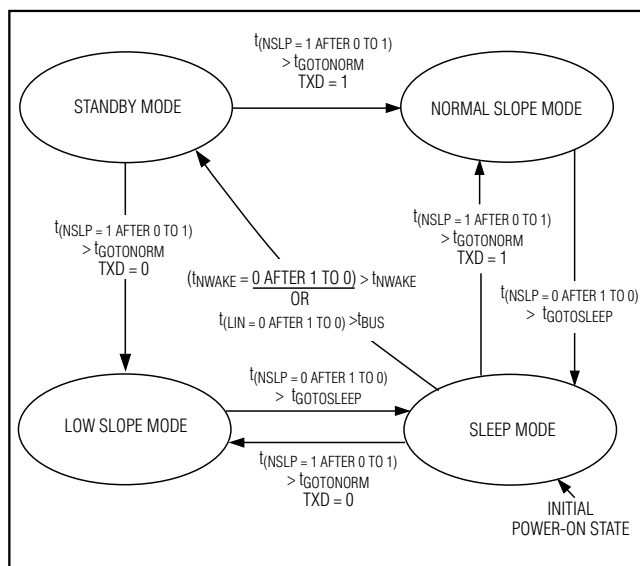 t(NSLP = 1 AFTER 0 TO 1)
> tGOTONORM
TXD = 1
STANDBY MODE
NORMAL SLOPE MODE
t(NSLP = 1 AFTER 0 TO 1)
> tGOTONORM
TXD = 0
(tNWAKE = 0 AFTER 1 TO 0) > tNWAKE
OR
t(LIN = 0 AFTER 1 TO 0) >tBUS
t(NSLP = 1 AFTER 0 TO 1)
> tGOTONORM
TXD = 1
t(NSLP = 0 AFTER 1 TO 0)
> tGOTOSLEEP
LOW SLOPE MODE
t(NSLP = 0 AFTER 1 TO 0)
> tGOTOSLEEP
SLEEP MODE
t(NSLP = 1 AFTER 0 TO 1)
> tGOTONORM
TXD = 0
INITIAL
POWER-ON STATE